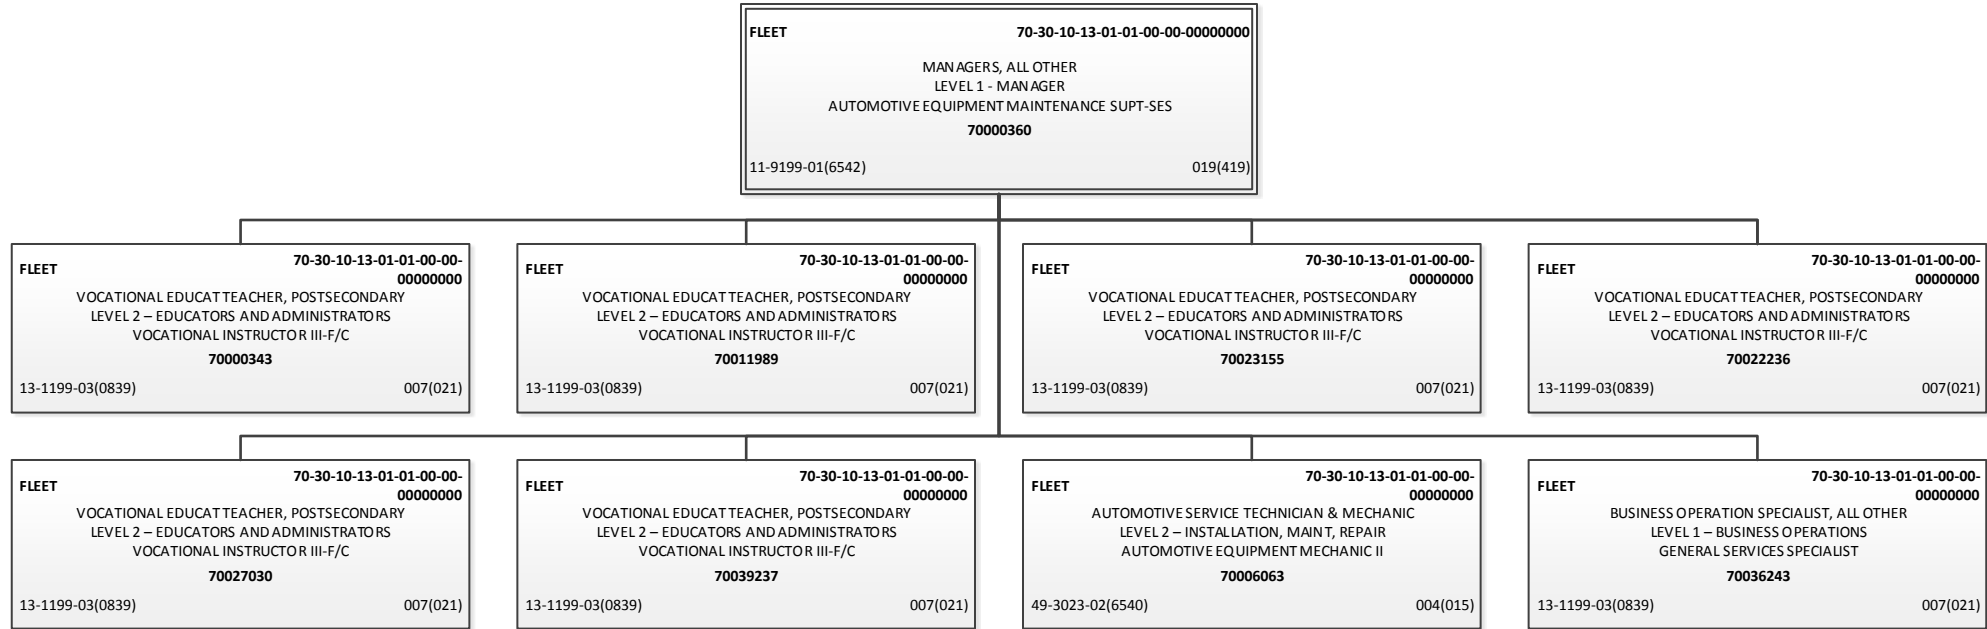 FLEET 70-30-10-13-01-01-00-00-00000000
MANAGERS, ALL OTHER
LEVEL 1 - MANAGER
AUTOMOTIVE EQUIPMENT MAINTENANCE SUPT-SES
70000360
11-9199-01(6542) 019(419)
FLEET 70-30-10-13-01-01-00-00-
00000000
VOCATIONAL EDUCAT TEACHER, POSTSECONDARY
LEVEL 2 – EDUCATORS AND ADMINISTRATORS
VOCATIONAL INSTRUCTOR III-F/C
70000343
13-1199-03(0839) 007(021)
FLEET 70-30-10-13-01-01-00-00-
00000000
VOCATIONAL EDUCAT TEACHER, POSTSECONDARY
LEVEL 2 – EDUCATORS AND ADMINISTRATORS
VOCATIONAL INSTRUCTOR III-F/C
70011989
13-1199-03(0839) 007(021)
FLEET 70-30-10-13-01-01-00-00-
00000000
VOCATIONAL EDUCAT TEACHER, POSTSECONDARY
LEVEL 2 – EDUCATORS AND ADMINISTRATORS
VOCATIONAL INSTRUCTOR III-F/C
70023155
13-1199-03(0839) 007(021)
FLEET 70-30-10-13-01-01-00-00-
00000000
VOCATIONAL EDUCAT TEACHER, POSTSECONDARY
LEVEL 2 – EDUCATORS AND ADMINISTRATORS
VOCATIONAL INSTRUCTOR III-F/C
70022236
13-1199-03(0839) 007(021)
FLEET 70-30-10-13-01-01-00-00-
00000000
VOCATIONAL EDUCAT TEACHER, POSTSECONDARY
LEVEL 2 – EDUCATORS AND ADMINISTRATORS
VOCATIONAL INSTRUCTOR III-F/C
70027030
13-1199-03(0839) 007(021)
FLEET 70-30-10-13-01-01-00-00-
00000000
VOCATIONAL EDUCAT TEACHER, POSTSECONDARY
LEVEL 2 – EDUCATORS AND ADMINISTRATORS
VOCATIONAL INSTRUCTOR III-F/C
70039237
13-1199-03(0839) 007(021)
FLEET 70-30-10-13-01-01-00-00-
00000000
AUTOMOTIVE SERVICE TECHNICIAN & MECHANIC
LEVEL 2 – INSTALLATION, MAINT, REPAIR
AUTOMOTIVE EQUIPMENT MECHANIC II
70006063
49-3023-02(6540) 004(015)
FLEET 70-30-10-13-01-01-00-00-
00000000
BUSINESS OPERATION SPECIALIST, ALL OTHER
LEVEL 1 – BUSINESS OPERATIONS
GENERAL SERVICES SPECIALIST
70036243
13-1199-03(0839) 007(021)